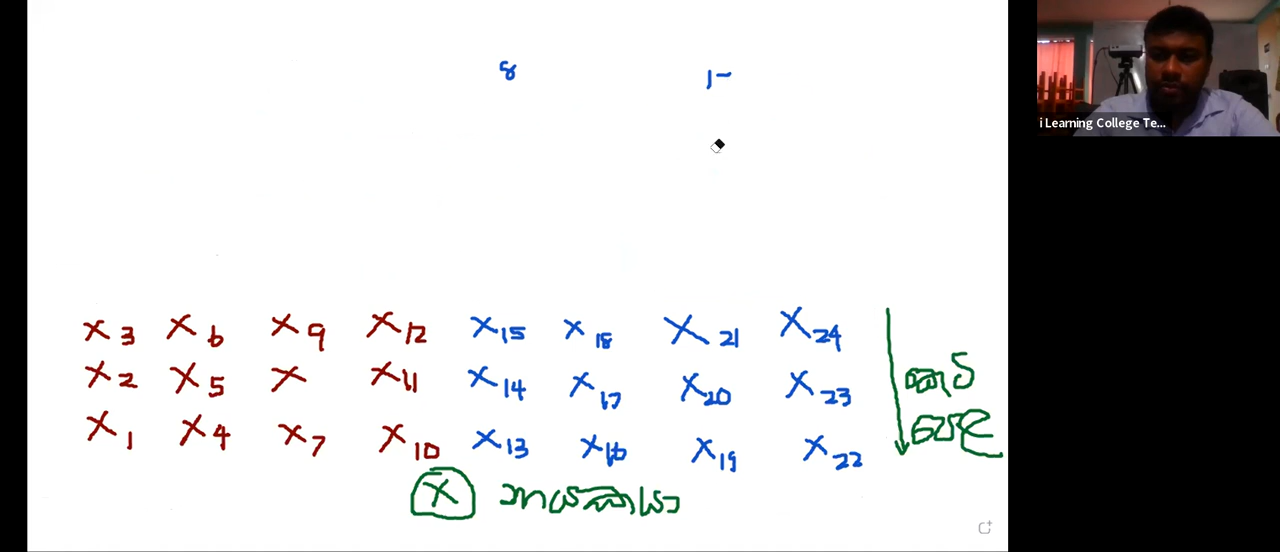 8 1-
i Learning College Te...
X3 X6 X9 X12 X15 X18 X21 X24
X2 X5 X X11 X14 X17 X20 X23
X1 X4 X7 X10 X13 X16 X19 X22
X